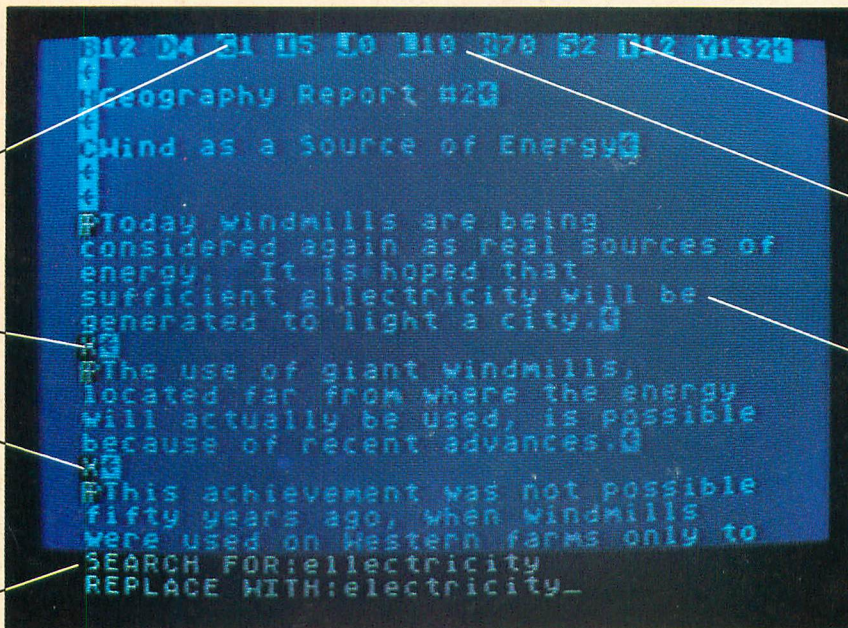 B12 D4 G1 I5 J0 L10 R70 S2 T12 Y132
Geography Report #2
Wind as a Source of Energy
Today windmills are being
considered again as real sources of
energy. It is hoped that
sufficient ellectricity will be
generated to light a city.
The use of giant windmills,
located far from where the energy
will actually be used, is possible
because of recent advances.
This achievement was not possible
fifty years ago, when windmills
were used on Western farms only to
SEARCH FOR:ellectricity
REPLACE WITH:electricity_